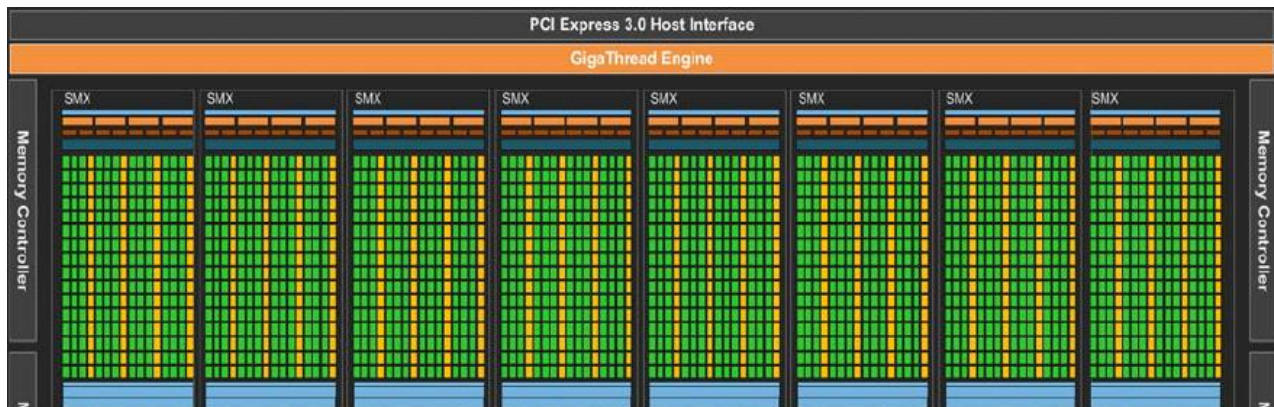 PCI Express 3.0 Host Interface
GigaThread Engine
SMX SMX SMX SMX SMX SMX SMX SMX
Memory Controller
Memory Controller
M
M